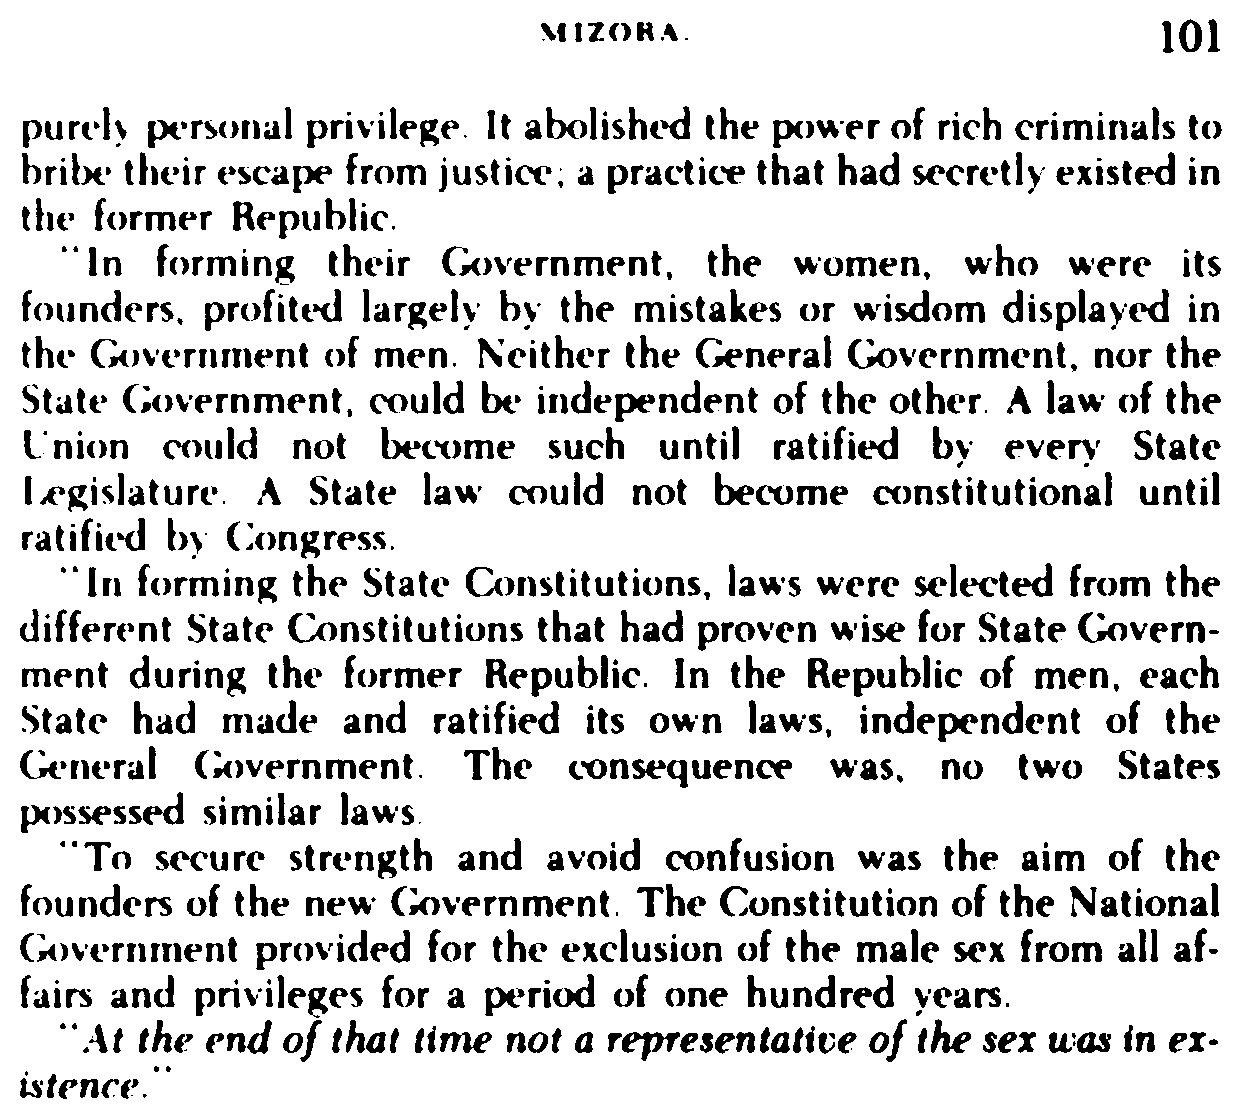 MIZORA. 101
purely personal privilege. It abolished the power of rich criminals to
bribe their escape from justice; a practice that had secretly existed in
the former Republic.
"In forming their Government, the women, who were its
founders, profited largely by the mistakes or wisdom displayed in
the Government of men. Neither the General Government, nor the
State Government, could be independent of the other. A law of the
Union could not become such until ratified by every State
Legislature. A State law could not become constitutional until
ratified by Congress.
"In forming the State Constitutions, laws were selected from the
different State Constitutions that had proven wise for State Govern-
ment during the former Republic. In the Republic of men, each
State had made and ratified its own laws, independent of the
General Government. The consequence was, no two States
possessed similar laws.
"To secure strength and avoid confusion was the aim of the
founders of the new Government. The Constitution of the National
Government provided for the exclusion of the male sex from all af-
fairs and privileges for a period of one hundred years.
"At the end of that time not a representative of the sex was in ex-
istence."